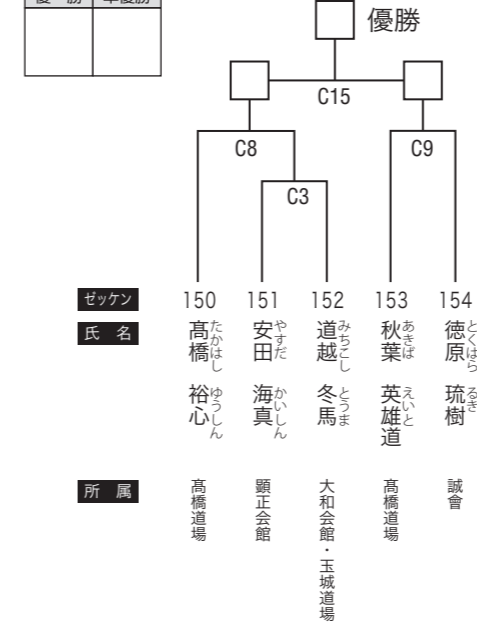 優 勝 準優勝
優勝
C15
C8
C9
C3
ゼッケン 150 151 152 153 154
氏 名
髙橋 裕心
たかはし ゆうしん
安田 海真
やすだ かいしん
道越 冬馬
みちこし とうま
秋葉 英雄道
あきば えいと
徳原 琉樹
とくはら るき
所 属
髙橋道場
顕正会館
大和会館・玉城道場
髙橋道場
誠會